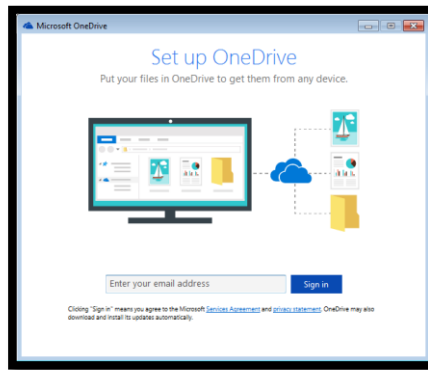 Microsoft OneDrive
Set up OneDrive
Put your files in OneDrive to get them from any device.
Enter your email address
Sign in
Clicking "Sign in" means you agree to the Microsoft Services Agreement and privacy statement. OneDrive may also
download and install its updates automatically.